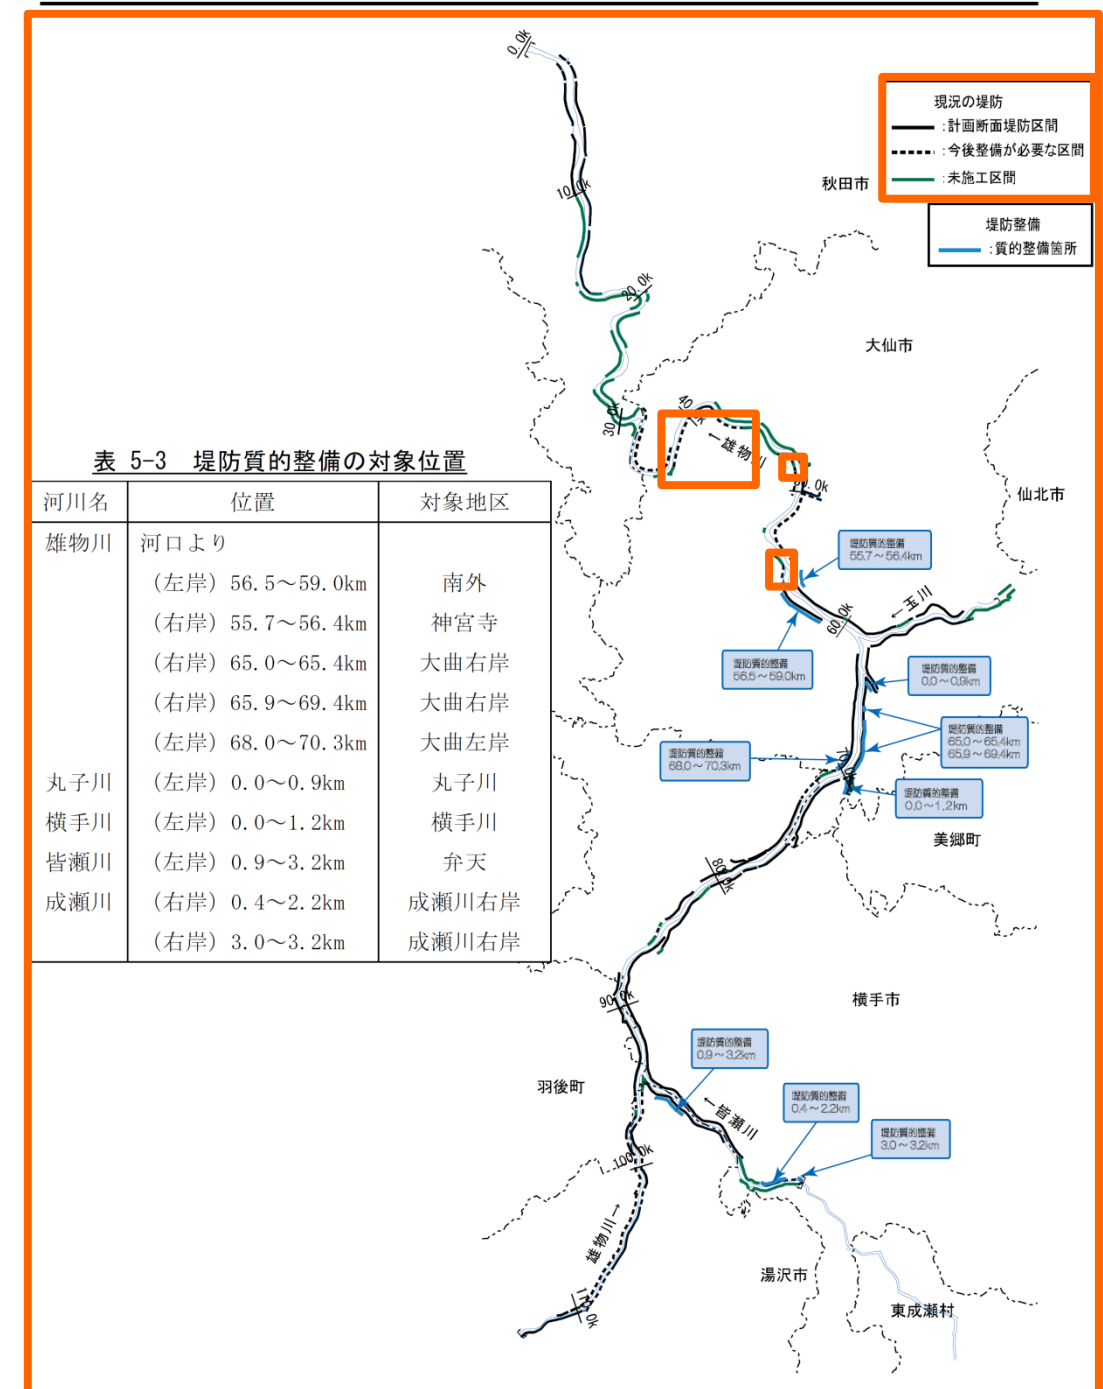 0.0k
現況の堤防
:計画断面堤防区間
:今後整備が必要な区間
:未施工区間
秋田市
10.0k
堤防整備
:質的整備箇所
20.0k
大仙市
40.0k
30.0k
←雄物川
表 5-3 堤防質的整備の対象位置
河川名 位置 対象地区
雄物川 河口より
(左岸) 56.5～59.0km 南外
(右岸) 55.7～56.4km 神宮寺
(右岸) 65.0～65.4km 大曲右岸
(右岸) 65.9～69.4km 大曲右岸
(左岸) 68.0～70.3km 大曲左岸
丸子川 (左岸) 0.0～0.9km 丸子川
横手川 (左岸) 0.0～1.2km 横手川
皆瀬川 (左岸) 0.9～3.2km 弁天
成瀬川 (右岸) 0.4～2.2km 成瀬川右岸
(右岸) 3.0～3.2km 成瀬川右岸
仙北市
堤防質的整備
55.7～56.4km
←玉川
60.0k
堤防質的整備
56.5～59.0km
堤防質的整備
0.0～0.9km
堤防質的整備
65.0～65.4km
65.9～69.4km
堤防質的整備
68.0～70.3km
堤防質的整備
0.0～1.2km
美郷町
80.0k
横手市
90.0k
堤防質的整備
0.9～3.2km
羽後町
←皆瀬川
堤防質的整備
0.4～2.2km
堤防質的整備
3.0～3.2km
100.0k
雄物川→
湯沢市
東成瀬村